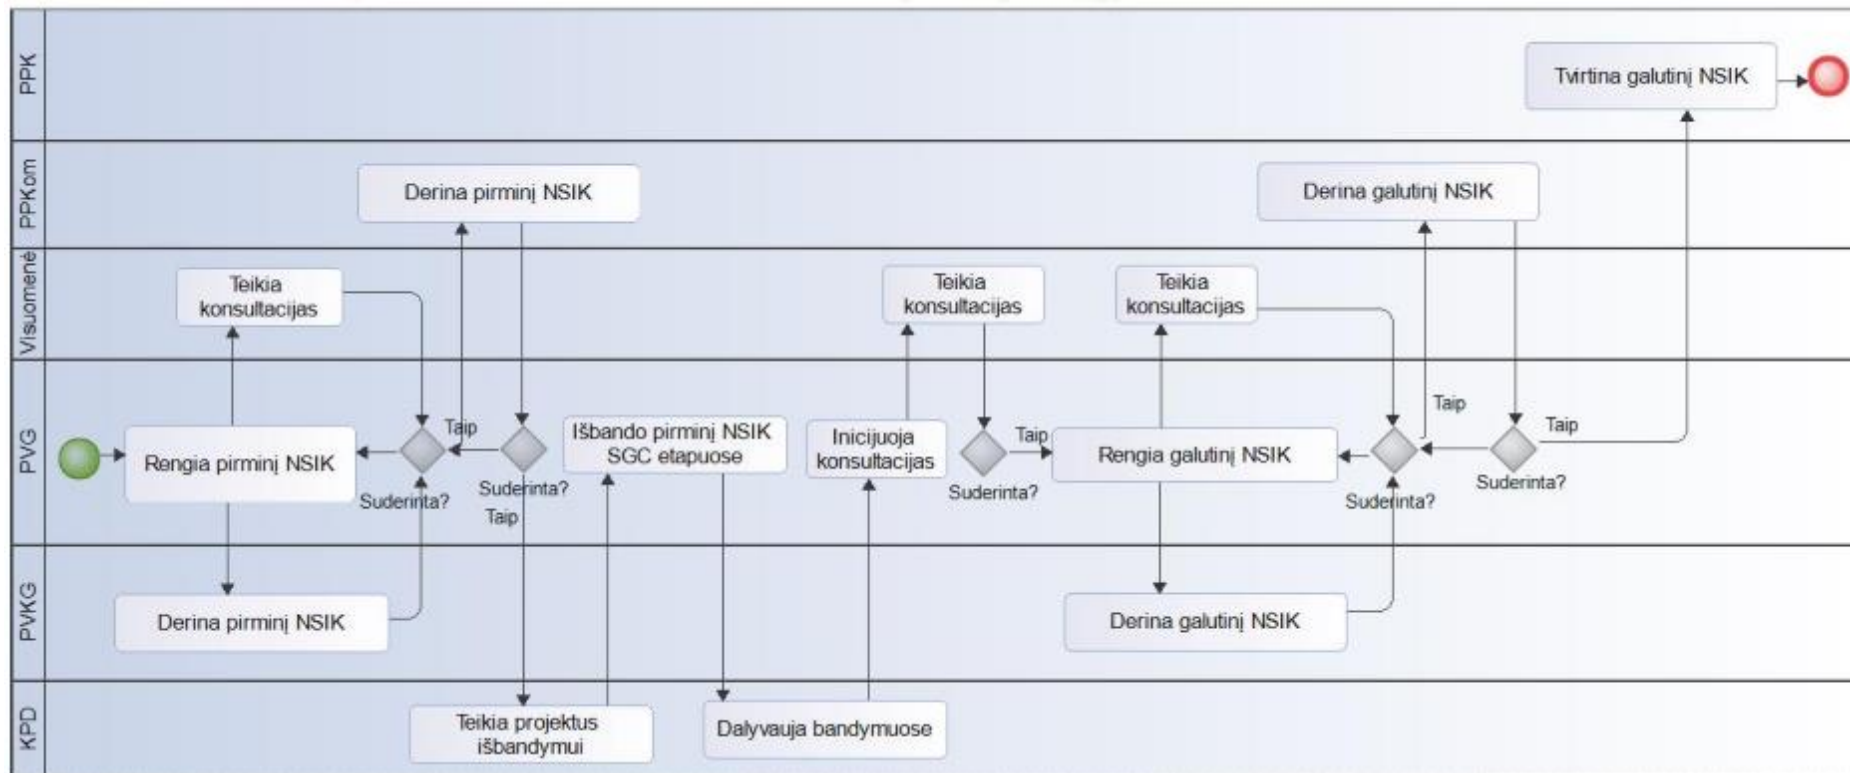 PPK
Tvirtina galutinį NSIK
PPKom
Derina pirminį NSIK
Derina galutinį NSIK
Visuomenė
Teikia
konsultacijas
Teikia
konsultacijas
Teikia
konsultacijas
PVG
Rengia pirminį NSIK
Suderinta?
Taip
Suderinta?
Taip
Išbando pirminį NSIK
SGC etapuose
Inicijuoja
konsultacijas
Suderinta?
Taip
Rengia galutinį NSIK
Suderinta?
Taip
Suderinta?
Taip
PVKG
Derina pirminį NSIK
Derina galutinį NSIK
KPD
Teikia projektus
išbandymui
Dalyvauja bandymuose